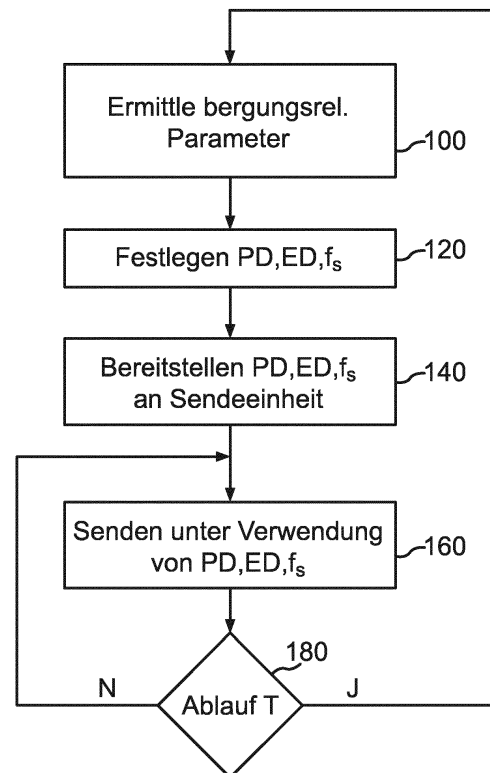 Ermittle bergungsrel.
Parameter
100
Festlegen PD,ED,fₛ
120
Bereitstellen PD,ED,fₛ
an Sendeeinheit
140
Senden unter Verwendung
von PD,ED,fₛ
160
180
N
Ablauf T
J